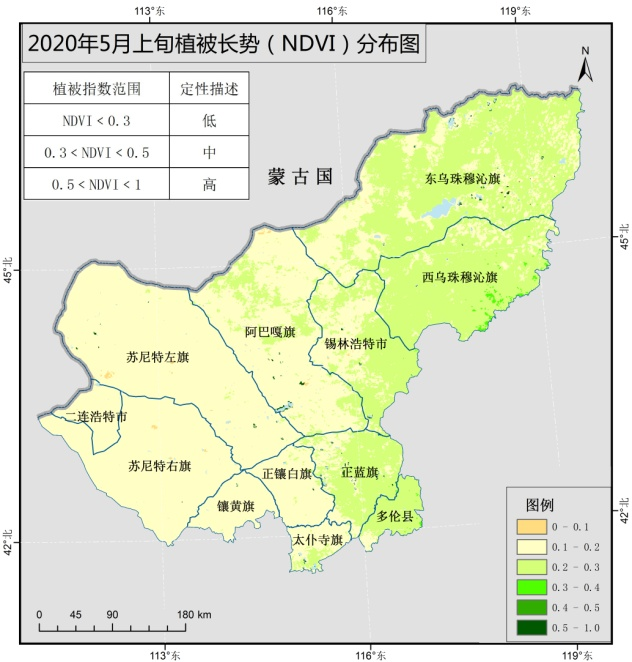 113°东 116°东 119°东
2020年5月上旬植被长势（NDVI）分布图
N
植被指数范围 定性描述
NDVI＜0.3 低
0.3＜NDVI＜0.5 中
0.5＜NDVI＜1 高
蒙古国
东乌珠穆沁旗
45°北
45°北
西乌珠穆沁旗
阿巴嘎旗
锡林浩特市
苏尼特左旗
二连浩特市
苏尼特右旗
正镶白旗
正蓝旗
镶黄旗
多伦县
太仆寺旗
42°北
42°北
图例
0 - 0.1
0.1 - 0.2
0.2 - 0.3
0.3 - 0.4
0.4 - 0.5
0.5 - 1.0
0 45 90 180 km
113°东 116°东 119°东